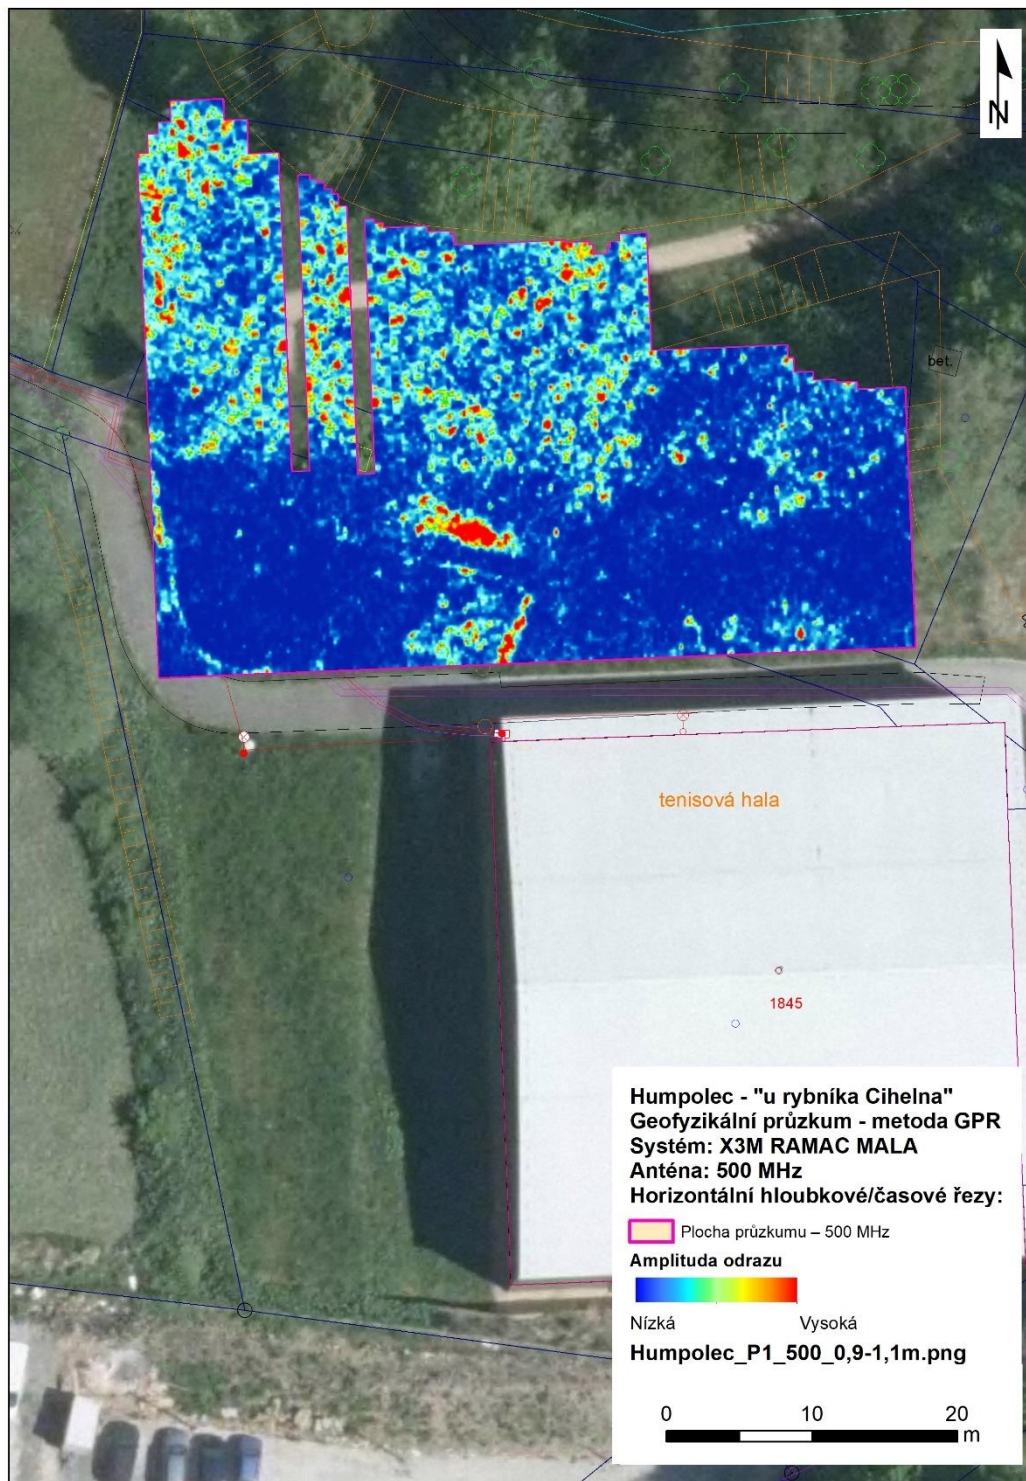 N
bet.
tenisová hala
1845
Humpolec - "u rybníka Cihelna"
Geofyzikální průzkum - metoda GPR
Systém: X3M RAMAC MALA
Anténa: 500 MHz
Horizontální hloubkové/časové řezy:
Plocha průzkumu – 500 MHz
Amplituda odrazu
Nízká Vysoká
Humpolec_P1_500_0,9-1,1m.png
0 10 20
m